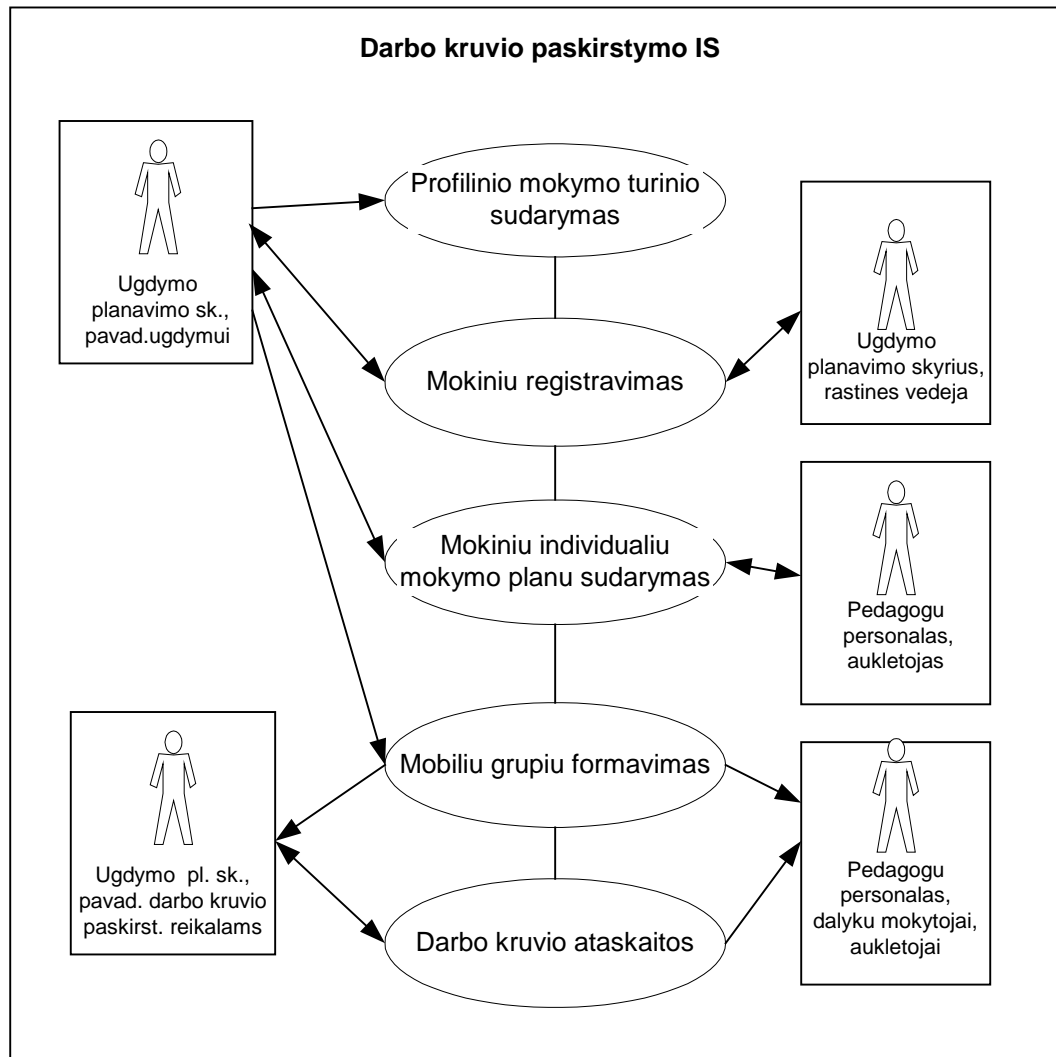 Darbo kruvio paskirstymo IS
Profilinio mokymo turinio
sudarymas
Ugdymo
planavimo sk.,
pavad.ugdymui
Mokiniu registravimas
Ugdymo
planavimo skyrius,
rastines vedeja
Mokiniu individualiu
mokymo planu sudarymas
Pedagogu
personalas,
aukletojas
Mobiliu grupiu formavimas
Ugdymo  pl. sk.,
pavad. darbo kruvio
paskirst. reikalams
Pedagogu
personalas,
dalyku mokytojai,
aukletojai
Darbo kruvio ataskaitos